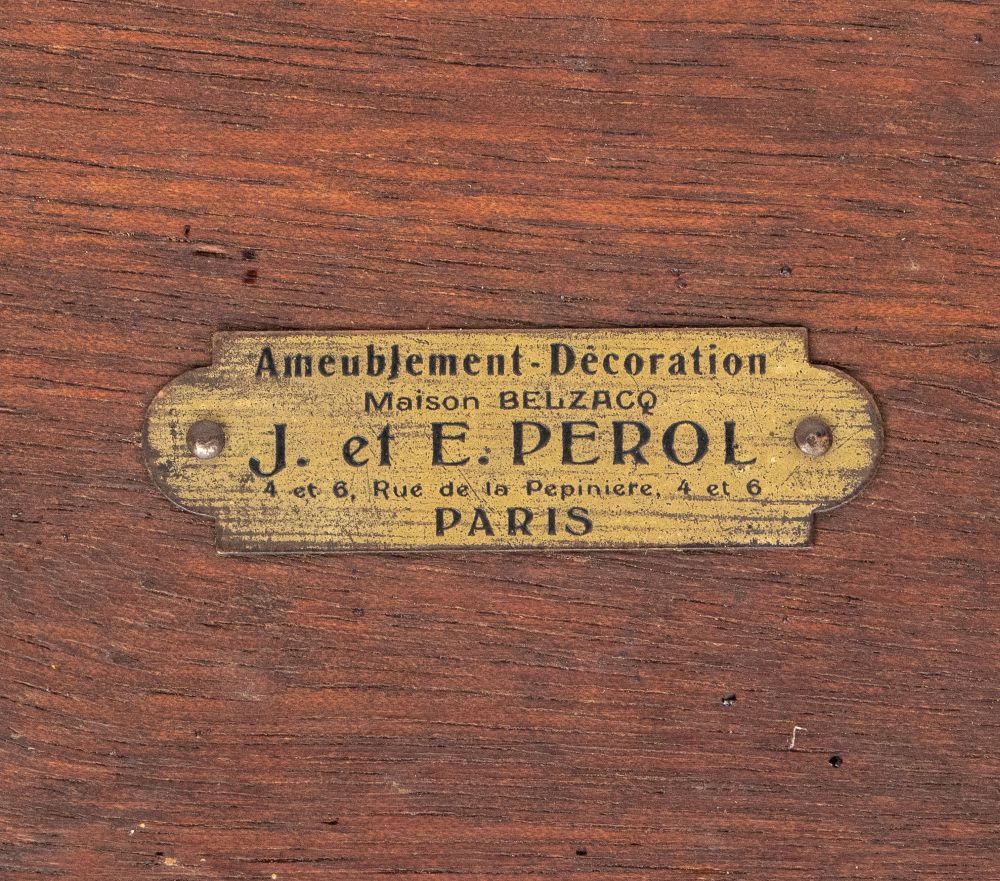 Ameublement-Décoration
Maison BELZACQ
J. et E. PEROL
4 et 6, Rue de la Pepiniere, 4 et 6
PARIS